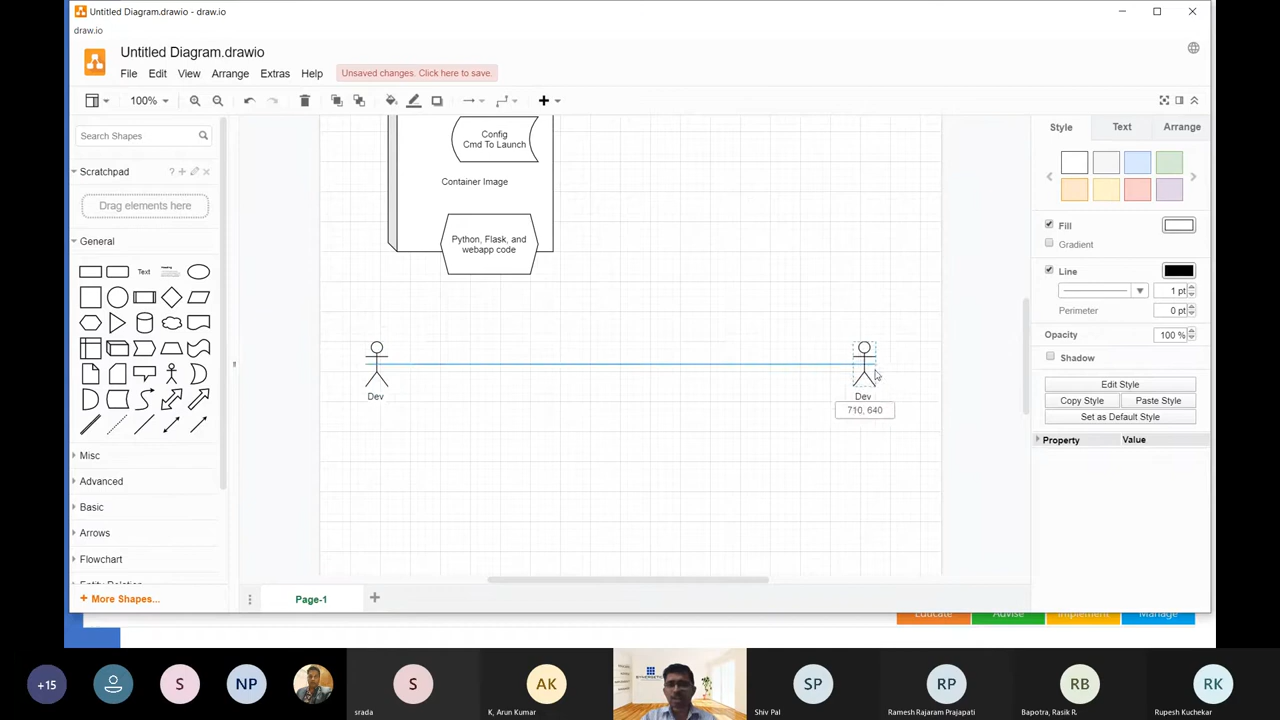 Untitled Diagram.drawio - draw.io
draw.io
Untitled Diagram.drawio
File Edit View Arrange Extras Help Unsaved changes. Click here to save.
100%
Search Shapes
Scratchpad
Drag elements here
General
Text
Heading
Misc
Advanced
Basic
Arrows
Flowchart
Entity Relation
+ More Shapes...
Config
Cmd To Launch
Container Image
Python, Flask, and
webapp code
Dev
Dev
710, 640
Page-1
Style Text Arrange
Fill
Gradient
Line
1 pt
Perimeter 0 pt
Opacity 100 %
Shadow
Edit Style
Copy Style Paste Style
Set as Default Style
Property Value
Educate Advise Implement Manage
+15 S NP S AK SP RP RB RK
srada K, Arun Kumar Shiv Pal Ramesh Rajaram Prajapati Bapotra, Rasik R. Rupesh Kuchekar